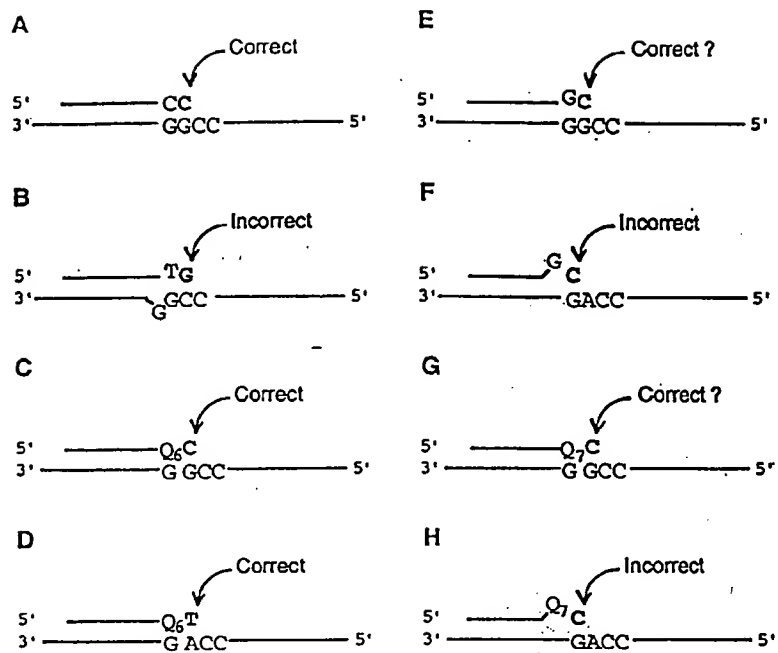 A
Correct
5' CC
3' GGCC 5'
B
Incorrect
5' TG
3' G GCC 5'
C
Correct
5' Q6C
3' G GCC 5'
D
Correct
5' Q6T
3' G ACC 5'
E
Correct ?
5' GC
3' GGCC 5'
F
Incorrect
5' G C
3' GACC 5'
G
Correct ?
5' Q7C
3' G GCC 5'
H
Incorrect
5' Q7 C
3' GACC 5'